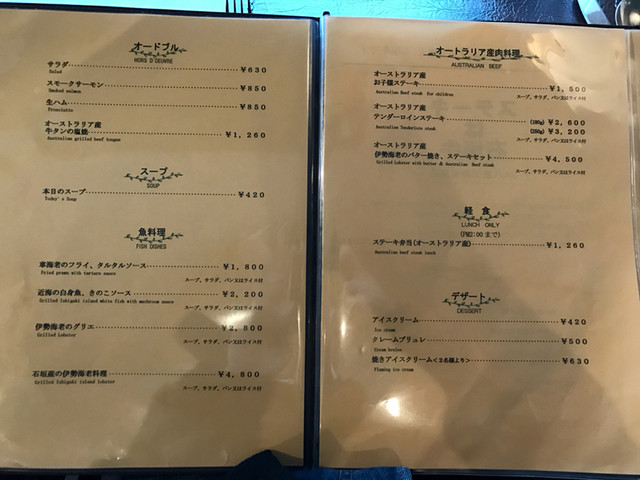 オードブル
HORS D'OEUVRE
サラダ ¥630
Salad
スモークサーモン ¥850
Smoked salmon
生ハム ¥850
Prosciutto
オーストラリア産
牛タンの塩焼 ¥1,260
Australian grilled beef tongue
スープ
SOUP
本日のスープ ¥420
Today's Soup
魚料理
FISH DISHES
車海老のフライ、タルタルソース ¥1,800
Fried prawn with tartare sauce
スープ、サラダ、パン又はライス付
近海の白身魚、きのこソース ¥2,200
Grilled Ishigaki island white fish with mushroom sauce
スープ、サラダ、パン又はライス付
伊勢海老のグリエ ¥2,800
Grilled lobster
スープ、サラダ、パン又はライス付
石垣産の伊勢海老料理 ¥4,800
Grilled Ishigaki island lobster
スープ、サラダ、パン又はライス付
オートラリア産肉料理
AUSTRALIAN BEEF
オーストラリア産
お子様ステーキ ¥1,500
Australian Beef steak for children
スープ、サラダ、パン又はライス付
オーストラリア産
テンダーロインステーキ (180g) ¥2,600
Australian Tenderloin steak (250g) ¥3,200
スープ、サラダ、パン又はライス付
オーストラリア産
伊勢海老のバター焼き、ステーキセット ¥4,500
Grilled lobster with butter & Australian Beef steak
スープ、サラダ、パン又はライス付
軽食
LUNCH ONLY
(PM2:00まで)
ステーキ弁当(オーストラリア産) ¥1,260
Australian beef steak lunch
デザート
DESSERT
アイスクリーム ¥420
Ice cream
クレームブリュレ ¥500
Cream brulee
焼きアイスクリーム<2名様より> ¥630
Flaming ice cream